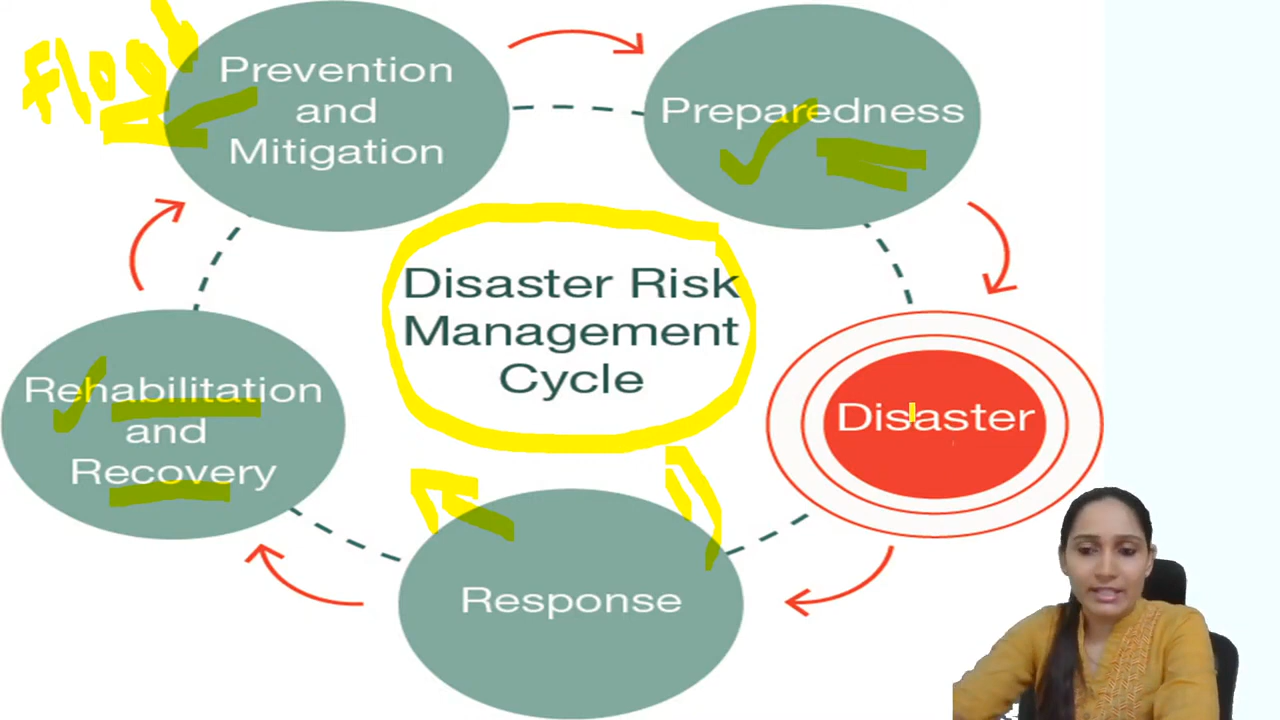 Flood
Prevention
and
Mitigation
Preparedness
Disaster Risk
Management
Cycle
Disaster
Rehabilitation
and
Recovery
Response